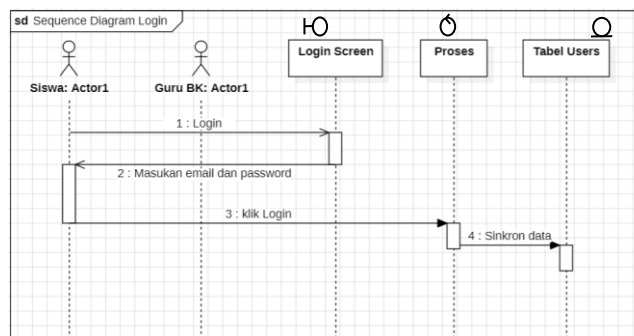 sd Sequence Diagram Login
Login Screen
Proses
Tabel Users
Siswa: Actor1
Guru BK: Actor1
1 : Login
2 : Masukan email dan password
3 : klik Login
4 : Sinkron data